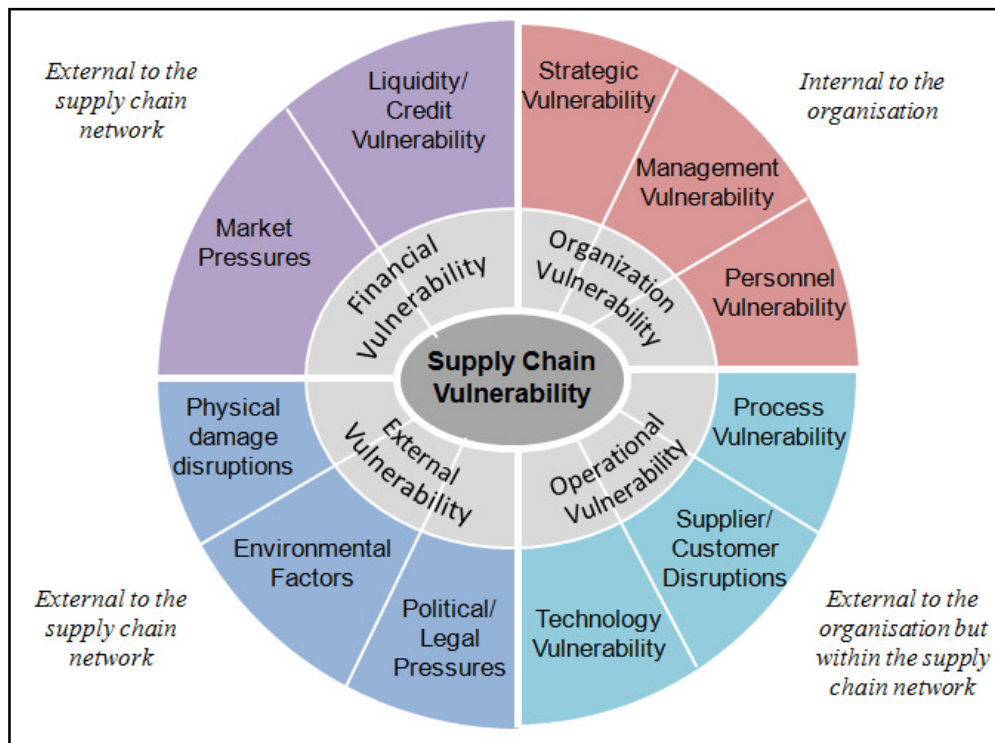 External to the
supply chain
network
Liquidity/
Credit
Vulnerability
Strategic
Vulnerability
Internal to the
organisation
Market
Pressures
Management
Vulnerability
Personnel
Vulnerability
Financial
Vulnerability
Organization
Vulnerability
Supply Chain
Vulnerability
External
Vulnerability
Operational
Vulnerability
Physical
damage
disruptions
Process
Vulnerability
Environmental
Factors
Supplier/
Customer
Disruptions
Political/
Legal
Pressures
Technology
Vulnerability
External to the
supply chain
network
External to the
organisation but
within the supply
chain network